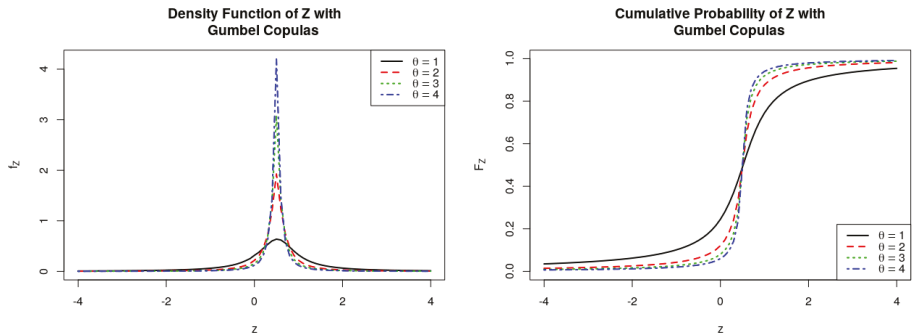 Density Function of Z with
Gumbel Copulas
θ = 1
θ = 2
θ = 3
θ = 4
fZ
4
3
2
1
0
-4 -2 0 2 4
z
Cumulative Probability of Z with
Gumbel Copulas
FZ
1.0
0.8
0.6
0.4
0.2
0.0
θ = 1
θ = 2
θ = 3
θ = 4
-4 -2 0 2 4
z